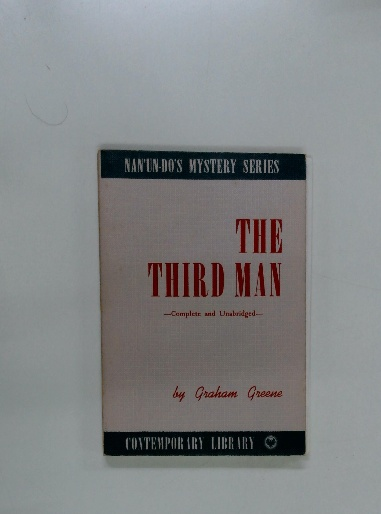 NAN'UN-DO'S MYSTERY SERIES
THE
THIRD MAN
—Complete and Unabridged—
by Graham Greene
CONTEMPORARY LIBRARY